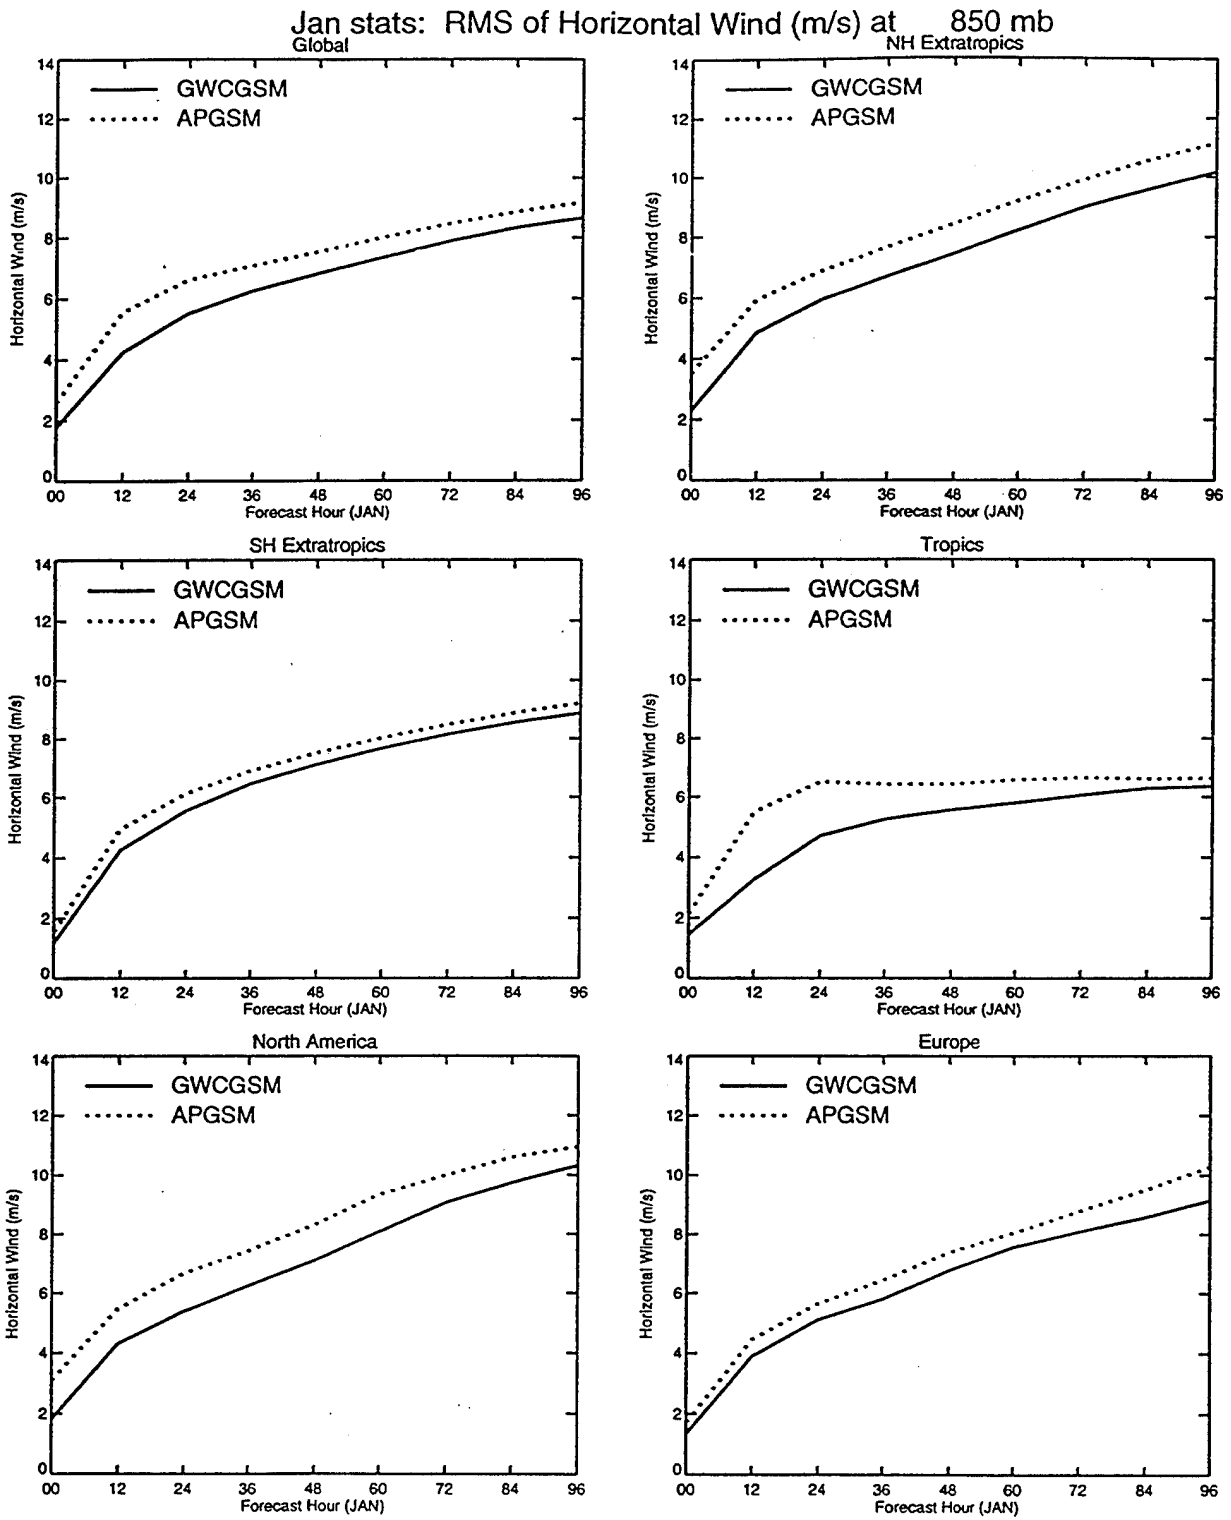 Jan stats: RMS of Horizontal Wind (m/s) at 850 mb
Global
GWCGSM
APGSM
Horizontal Wind (m/s)
14
12
10
8
6
4
2
0
00 12 24 36 48 60 72 84 96
Forecast Hour (JAN)
NH Extratropics
GWCGSM
APGSM
Horizontal Wind (m/s)
14
12
10
8
6
4
2
0
00 12 24 36 48 60 72 84 96
Forecast Hour (JAN)
SH Extratropics
GWCGSM
APGSM
Horizontal Wind (m/s)
14
12
10
8
6
4
2
0
00 12 24 36 48 60 72 84 96
Forecast Hour (JAN)
Tropics
GWCGSM
APGSM
Horizontal Wind (m/s)
14
12
10
8
6
4
2
0
00 12 24 36 48 60 72 84 96
Forecast Hour (JAN)
North America
GWCGSM
APGSM
Horizontal Wind (m/s)
14
12
10
8
6
4
2
0
00 12 24 36 48 60 72 84 96
Forecast Hour (JAN)
Europe
GWCGSM
APGSM
Horizontal Wind (m/s)
14
12
10
8
6
4
2
0
00 12 24 36 48 60 72 84 96
Forecast Hour (JAN)